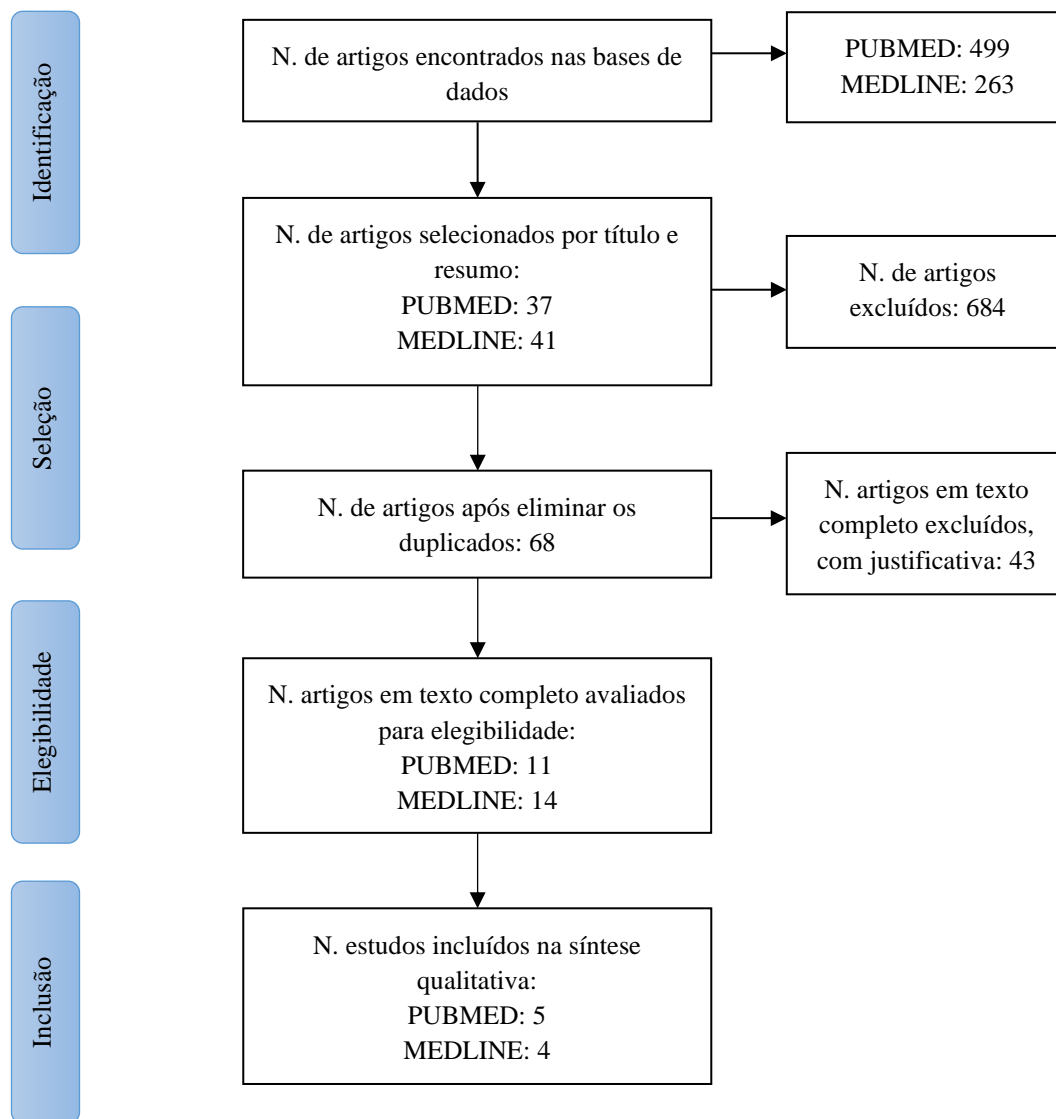 Identificação
N. de artigos encontrados nas bases de
dados
PUBMED: 499
MEDLINE: 263
N. de artigos selecionados por título e
resumo:
PUBMED: 37
MEDLINE: 41
N. de artigos
excluídos: 684
Seleção
N. de artigos após eliminar os
duplicados: 68
N. artigos em texto
completo excluídos,
com justificativa: 43
Elegibilidade
N. artigos em texto completo avaliados
para elegibilidade:
PUBMED: 11
MEDLINE: 14
Inclusão
N. estudos incluídos na síntese
qualitativa:
PUBMED: 5
MEDLINE: 4